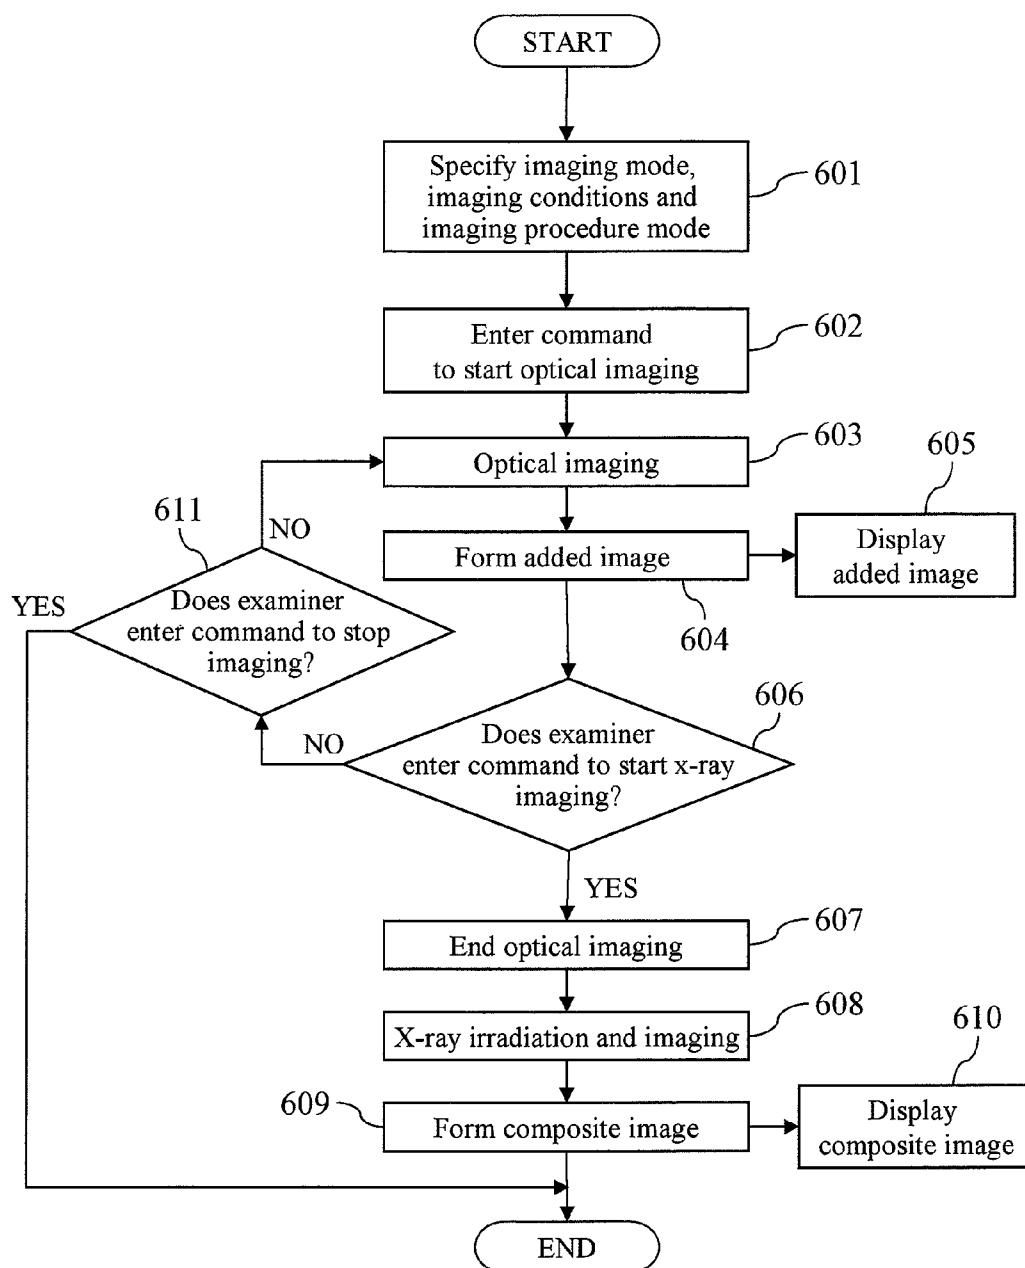 START
Specify imaging mode,
imaging conditions and
imaging procedure mode
601
Enter command
to start optical imaging
602
Optical imaging
603
Form added image
604
Display
added image
605
Does examiner
enter command to start x-ray
imaging?
606
NO
YES
Does examiner
enter command to stop
imaging?
611
NO
YES
End optical imaging
607
X-ray irradiation and imaging
608
Form composite image
609
Display
composite image
610
END